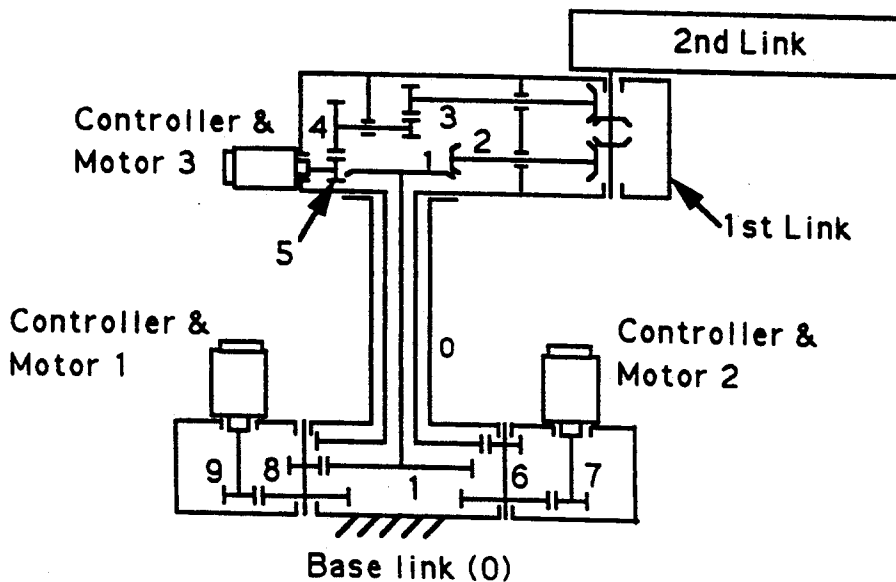 2nd Link
Controller &
Motor 3
4
3
1
2
5
1st Link
Controller &
Motor 1
0
Controller &
Motor 2
9
8
1
6
7
Base link (0)